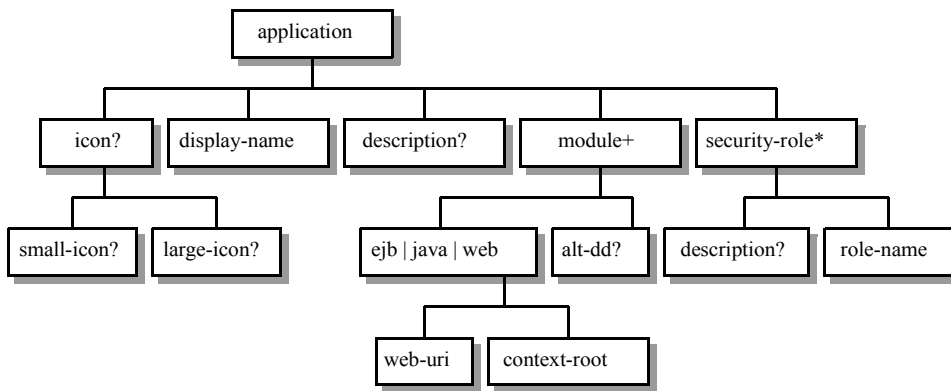 application
icon?
display-name
description?
module+
security-role*
small-icon?
large-icon?
ejb | java | web
alt-dd?
description?
role-name
web-uri
context-root